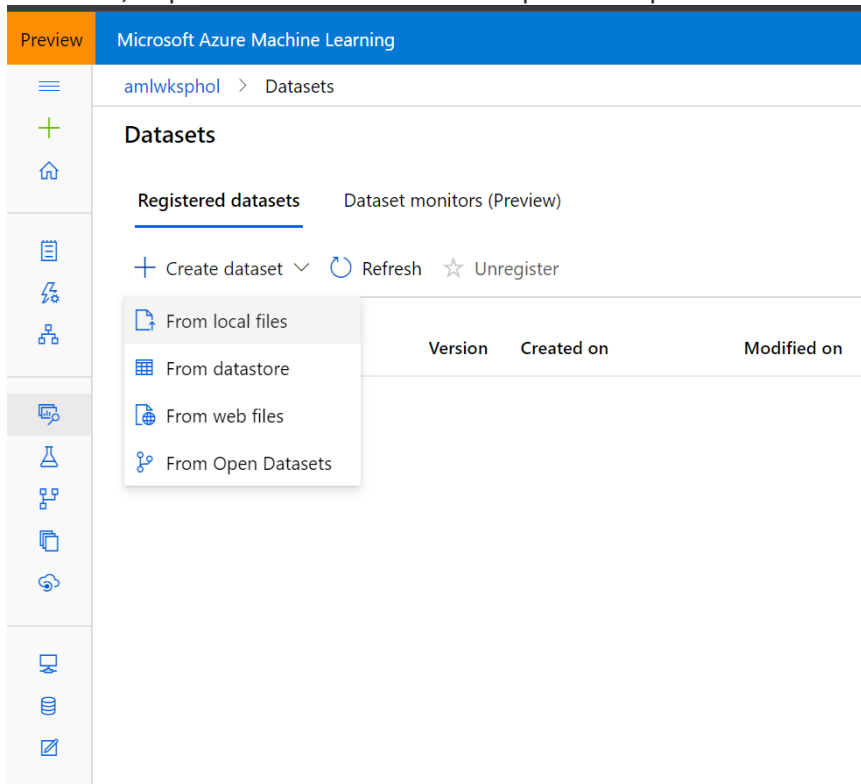 Preview Microsoft Azure Machine Learning
amlwksphol > Datasets
Datasets
Registered datasets Dataset monitors (Preview)
Create dataset Refresh Unregister
From local files
Version Created on Modified on
From datastore
From web files
From Open Datasets